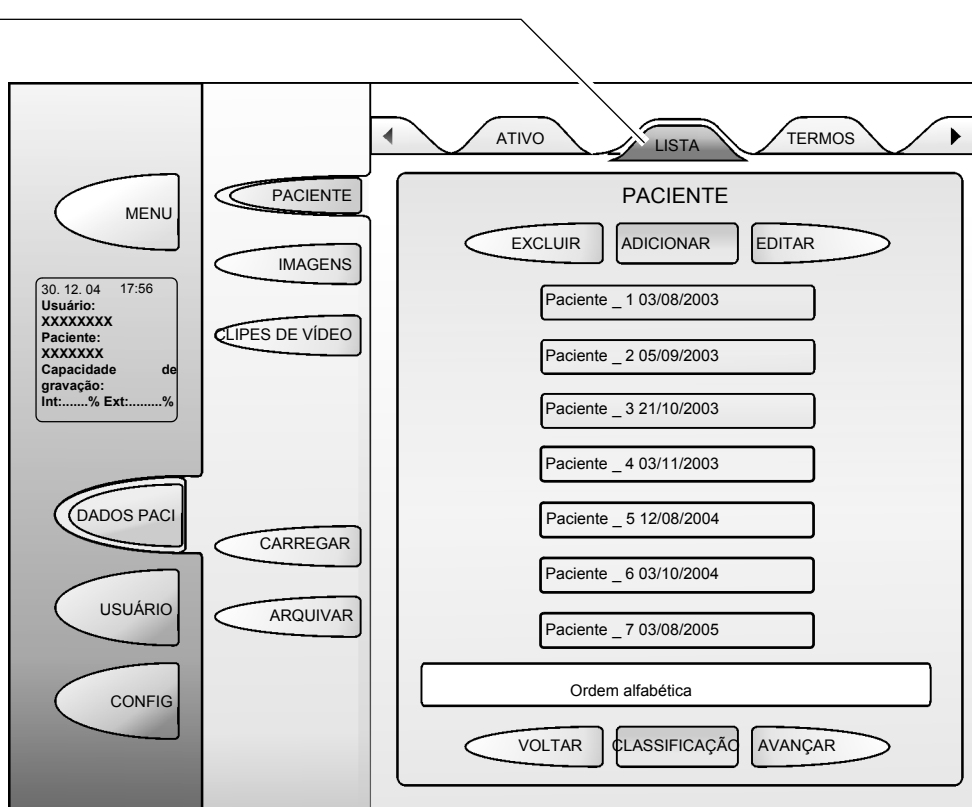 ATIVO
LISTA
TERMOS
MENU
30. 12. 04 17:56
Usuário:
XXXXXXXX
Paciente:
XXXXXXX
Capacidade de
gravação:
Int:.......% Ext:.........%
DADOS PACI
USUÁRIO
CONFIG
PACIENTE
IMAGENS
CLIPES DE VÍDEO
CARREGAR
ARQUIVAR
PACIENTE
EXCLUIR
ADICIONAR
EDITAR
Paciente _ 1 03/08/2003
Paciente _ 2 05/09/2003
Paciente _ 3 21/10/2003
Paciente _ 4 03/11/2003
Paciente _ 5 12/08/2004
Paciente _ 6 03/10/2004
Paciente _ 7 03/08/2005
Ordem alfabética
VOLTAR
CLASSIFICAÇÃO
AVANÇAR